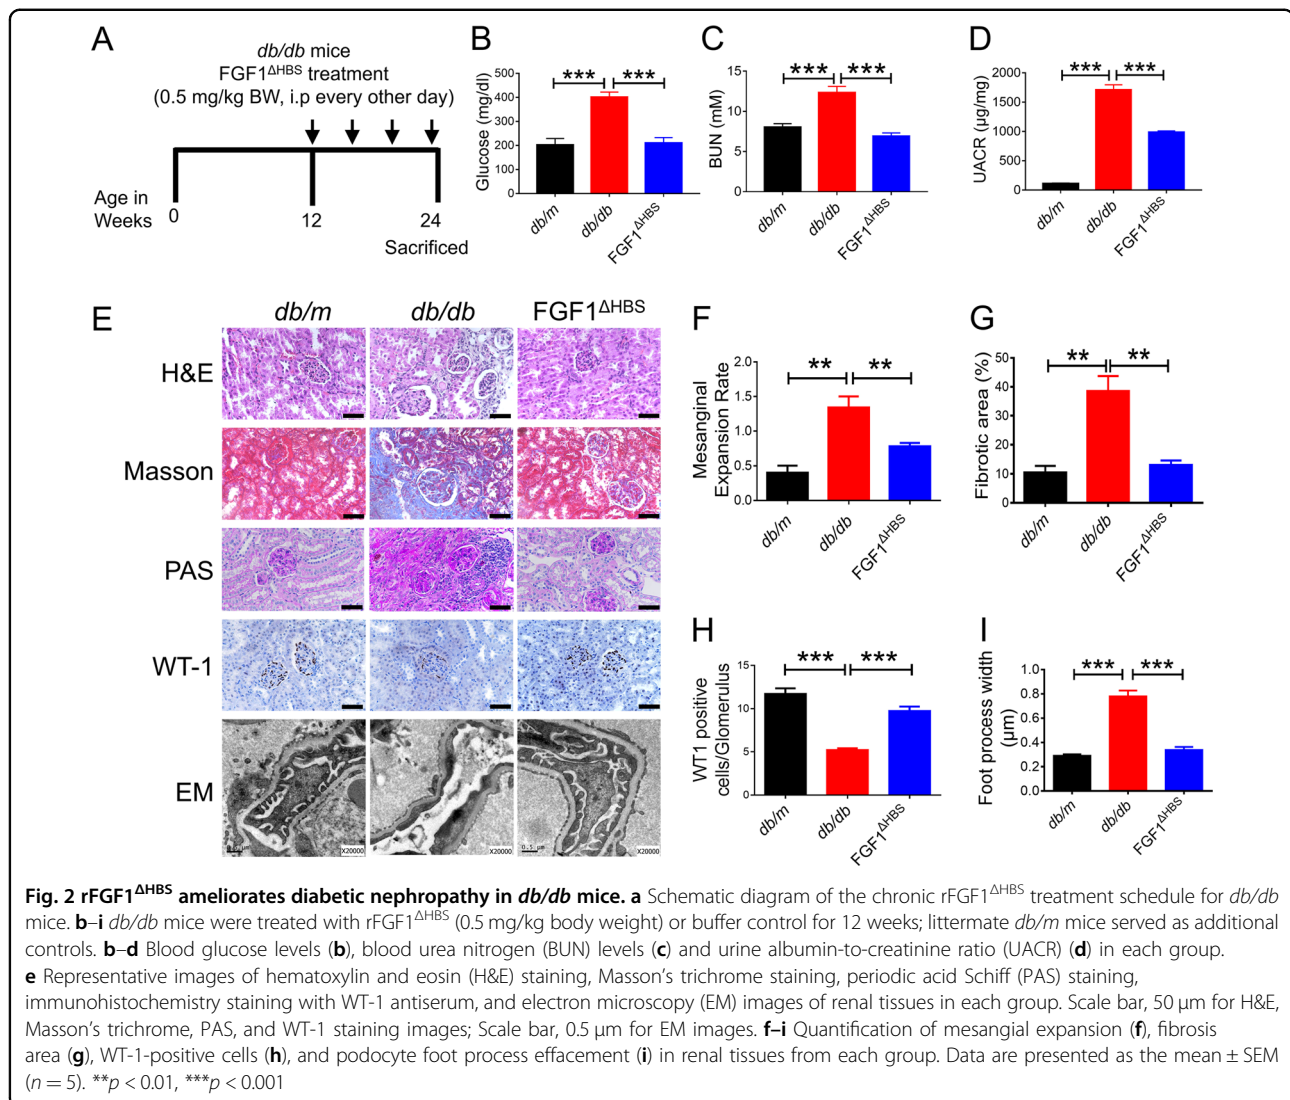 A
db/db mice
FGF1ΔHBS treatment
(0.5 mg/kg BW, i.p every other day)
Age in
Weeks
0
12
24
Sacrificed
B
Glucose (mg/dl)
500
400
300
200
100
0
***
***
db/m
db/db
FGF1ΔHBS
C
BUN (mM)
15
10
5
0
***
***
db/m
db/db
FGF1ΔHBS
D
UACR (µg/mg)
2000
1500
1000
500
0
***
***
db/m
db/db
FGF1ΔHBS
E
db/m
db/db
FGF1ΔHBS
H&E
Masson
PAS
WT-1
EM
X20000
X20000
0.5 µm
X20000
F
Mesanginal
Expansion Rate
2.0
1.5
1.0
0.5
0.0
**
**
db/m
db/db
FGF1ΔHBS
G
Fibrotic area (%)
50
40
30
20
10
0
**
**
db/m
db/db
FGF1ΔHBS
H
WT1 positive
cells/Glomerulus
15
10
5
0
***
***
db/m
db/db
FGF1ΔHBS
I
Foot process width
(µm)
1.0
0.8
0.6
0.4
0.2
0.0
***
***
db/m
db/db
FGF1ΔHBS
Fig. 2 rFGF1ΔHBS ameliorates diabetic nephropathy in db/db mice. a Schematic diagram of the chronic rFGF1ΔHBS treatment schedule for db/db
mice. b–i db/db mice were treated with rFGF1ΔHBS (0.5 mg/kg body weight) or buffer control for 12 weeks; littermate db/m mice served as additional
controls. b–d Blood glucose levels (b), blood urea nitrogen (BUN) levels (c) and urine albumin-to-creatinine ratio (UACR) (d) in each group.
e Representative images of hematoxylin and eosin (H&E) staining, Masson's trichrome staining, periodic acid Schiff (PAS) staining,
immunohistochemistry staining with WT-1 antiserum, and electron microscopy (EM) images of renal tissues in each group. Scale bar, 50 µm for H&E,
Masson's trichrome, PAS, and WT-1 staining images; Scale bar, 0.5 µm for EM images. f–i Quantification of mesangial expansion (f), fibrosis
area (g), WT-1-positive cells (h), and podocyte foot process effacement (i) in renal tissues from each group. Data are presented as the mean ± SEM
(n = 5). **p < 0.01, ***p < 0.001